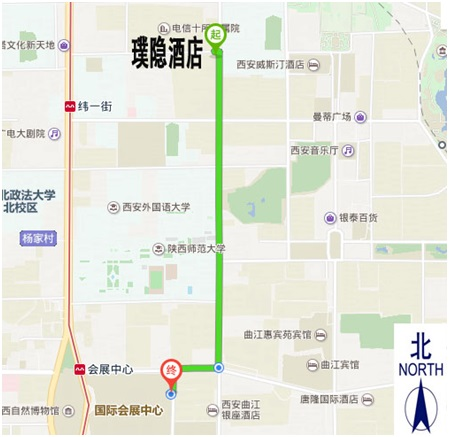 电信十所家属院
起
璞隐酒店
文化新天地
西安威斯汀酒店
纬一街
曼蒂广场
广电大剧院
西安音乐厅
北政法大学
北校区
西安外国语大学
银泰百货
杨家村
陕西师范大学
曲江惠宾苑宾馆
北
会展中心
终
曲江宾馆
NORTH
国际会展中心
西安曲江
银座酒店
唐隆国际酒店
西自然博物馆